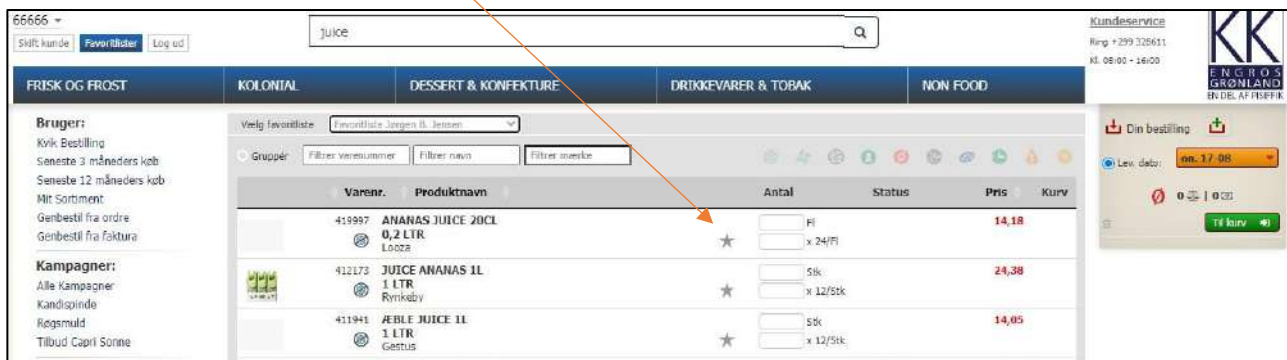 66666
Skift kunde Favoritlister Log ud
juice
Kundeservice
Ring +299 328611
Kl. 08:00 - 16:00
KK
ENGROS
GRØNLAND
EN DEL AF PISIFFIK
FRISK OG FROST KOLONIAL DESSERT & KONFEKTURE DRIKKEVARER & TOBAK NON FOOD
Bruger:
Kvik Bestilling
Seneste 3 måneders køb
Seneste 12 måneders køb
Mit Sortiment
Genbestil fra ordre
Genbestil fra faktura
Kampagner:
Alle Kampagner
Kandispinde
Røgsmuld
Tilbud Capri Sonne
Vælg favoritliste Favoritliste Jørgen B. Jensen
Gruppér Filtrer varenummer Filtrer navn Filtrer mærke
Varenr. Produktnavn Antal Status Pris Kurv
419997 ANANAS JUICE 20CL Fl 14,18
0,2 LTR x 24/Fl
Looza
412173 JUICE ANANAS 1L Stk 24,38
1 LTR x 12/Stk
Rynkeby
411941 ÆBLE JUICE 1L Stk 14,05
1 LTR x 12/Stk
Gestus
Din bestilling
Lev. dato: on. 17-08
0 | 0
Til kurv